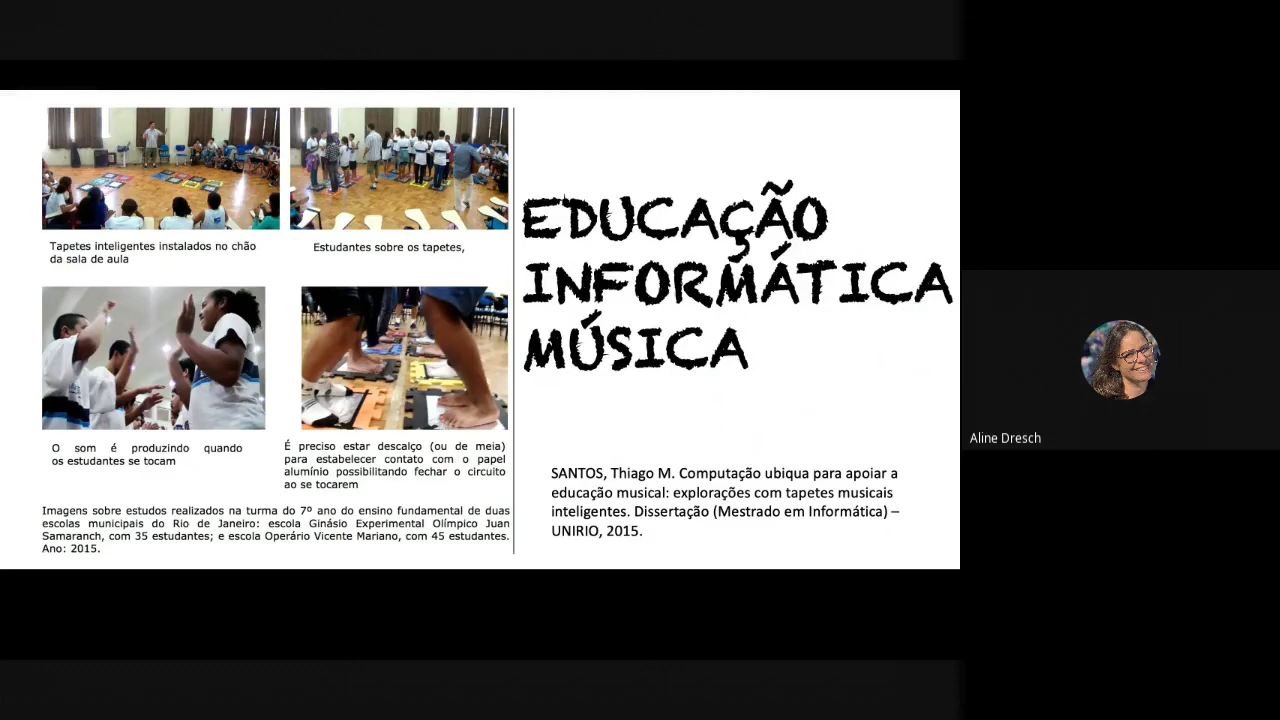 Tapetes inteligentes instalados no chão
da sala de aula
Estudantes sobre os tapetes,
O som é produzindo quando
os estudantes se tocam
É preciso estar descalço (ou de meia)
para estabelecer contato com o papel
alumínio possibilitando fechar o circuito
ao se tocarem
Imagens sobre estudos realizados na turma do 7º ano do ensino fundamental de duas
escolas municipais do Rio de Janeiro: escola Ginásio Experimental Olímpico Juan
Samaranch, com 35 estudantes; e escola Operário Vicente Mariano, com 45 estudantes.
Ano: 2015.
EDUCAÇÃO
INFORMÁTICA
MÚSICA
SANTOS, Thiago M. Computação ubiqua para apoiar a
educação musical: explorações com tapetes musicais
inteligentes. Dissertação (Mestrado em Informática) –
UNIRIO, 2015.
Aline Dresch